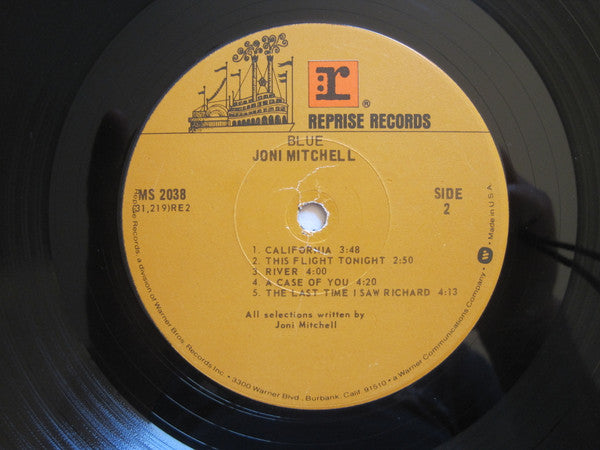 r®
REPRISE RECORDS
BLUE
JONI MITCHELL
MS 2038
(31,219)RE2
SIDE
2
1. CALIFORNIA 3:48
2. THIS FLIGHT TONIGHT 2:50
3. RIVER 4:00
4. A CASE OF YOU 4:20
5. THE LAST TIME I SAW RICHARD 4:13
All selections written by
Joni Mitchell
Reprise Records, a division of Warner Bros. Records Inc. • 3300 Warner Blvd., Burbank, Calif. 91510 • a Warner Communications Company • W • Made in U.S.A.